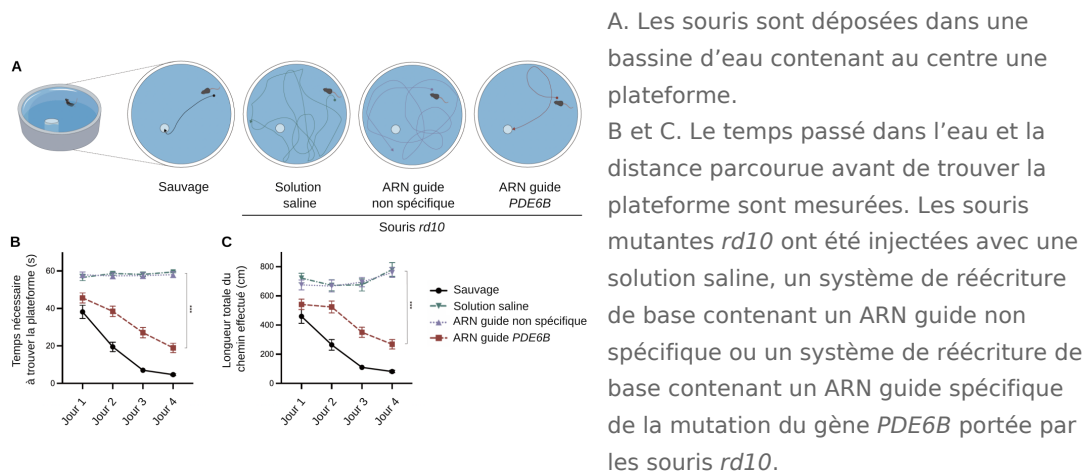 A
Sauvage
Solution
saline
ARN guide
non spécifique
ARN guide
PDE6B
Souris rd10
B
Temps nécessaire
à trouver la plateforme (s)
60
40
20
0
Jour 1
Jour 2
Jour 3
Jour 4
***
C
Longueur totale du
chemin effectué (cm)
800
600
400
200
0
Jour 1
Jour 2
Jour 3
Jour 4
***
Sauvage
Solution saline
ARN guide non spécifique
ARN guide PDE6B
A. Les souris sont déposées dans une
bassine d’eau contenant au centre une
plateforme.
B et C. Le temps passé dans l’eau et la
distance parcourue avant de trouver la
plateforme sont mesurées. Les souris
mutantes rd10 ont été injectées avec une
solution saline, un système de réécriture
de base contenant un ARN guide non
spécifique ou un système de réécriture de
base contenant un ARN guide spécifique
de la mutation du gène PDE6B portée par
les souris rd10.